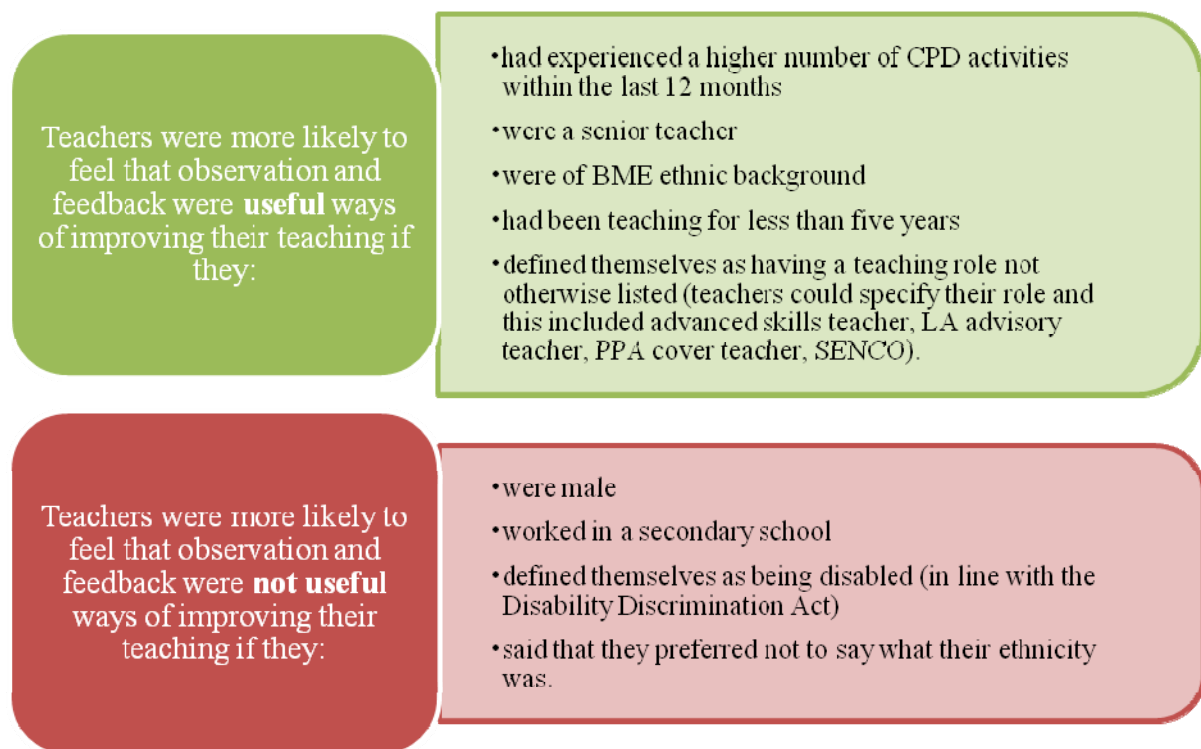 Teachers were more likely to
feel that observation and
feedback were useful ways
of improving their teaching if
they:
•had experienced a higher number of CPD activities
within the last 12 months
•were a senior teacher
•were of BME ethnic background
•had been teaching for less than five years
•defined themselves as having a teaching role not
otherwise listed (teachers could specify their role and
this included advanced skills teacher, LA advisory
teacher, PPA cover teacher, SENCO).
Teachers were more likely to
feel that observation and
feedback were not useful
ways of improving their
teaching if they:
•were male
•worked in a secondary school
•defined themselves as being disabled (in line with the
Disability Discrimination Act)
•said that they preferred not to say what their ethnicity
was.